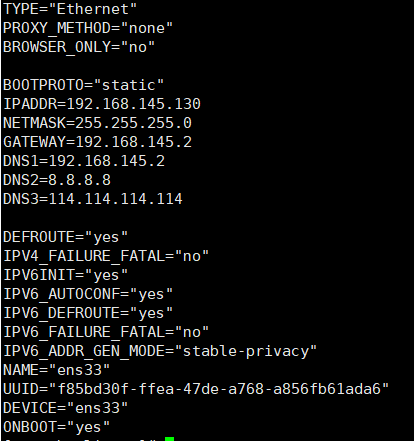 TYPE="Ethernet"
PROXY_METHOD="none"
BROWSER_ONLY="no"
BOOTPROTO="static"
IPADDR=192.168.145.130
NETMASK=255.255.255.0
GATEWAY=192.168.145.2
DNS1=192.168.145.2
DNS2=8.8.8.8
DNS3=114.114.114.114
DEFROUTE="yes"
IPV4_FAILURE_FATAL="no"
IPV6INIT="yes"
IPV6_AUTOCONF="yes"
IPV6_DEFROUTE="yes"
IPV6_FAILURE_FATAL="no"
IPV6_ADDR_GEN_MODE="stable-privacy"
NAME="ens33"
UUID="f85bd30f-ffea-47de-a768-a856fb61ada6"
DEVICE="ens33"
ONBOOT="yes"